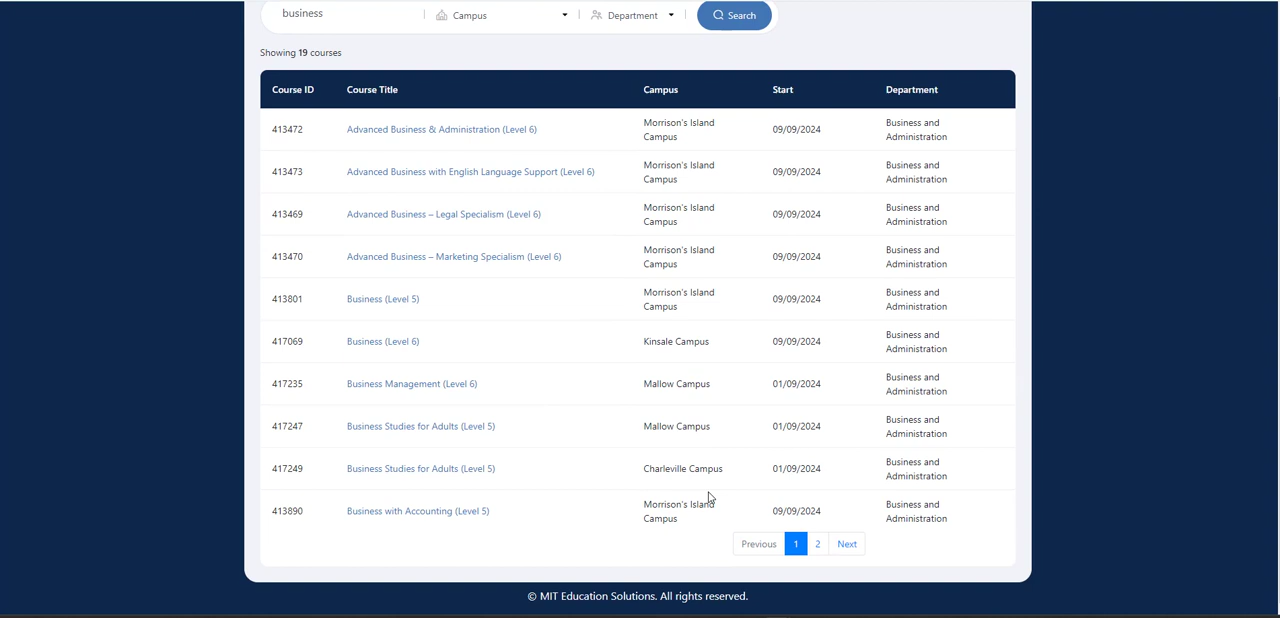 business Campus Department Search
Showing 19 courses
Course ID Course Title Campus Start Department
413472 Advanced Business & Administration (Level 6) Morrison's Island Campus 09/09/2024 Business and Administration
413473 Advanced Business with English Language Support (Level 6) Morrison's Island Campus 09/09/2024 Business and Administration
413469 Advanced Business – Legal Specialism (Level 6) Morrison's Island Campus 09/09/2024 Business and Administration
413470 Advanced Business – Marketing Specialism (Level 6) Morrison's Island Campus 09/09/2024 Business and Administration
413801 Business (Level 5) Morrison's Island Campus 09/09/2024 Business and Administration
417069 Business (Level 6) Kinsale Campus 09/09/2024 Business and Administration
417235 Business Management (Level 6) Mallow Campus 01/09/2024 Business and Administration
417247 Business Studies for Adults (Level 5) Mallow Campus 01/09/2024 Business and Administration
417249 Business Studies for Adults (Level 5) Charleville Campus 01/09/2024 Business and Administration
413890 Business with Accounting (Level 5) Morrison's Island Campus 09/09/2024 Business and Administration
Previous 1 2 Next
© MIT Education Solutions. All rights reserved.